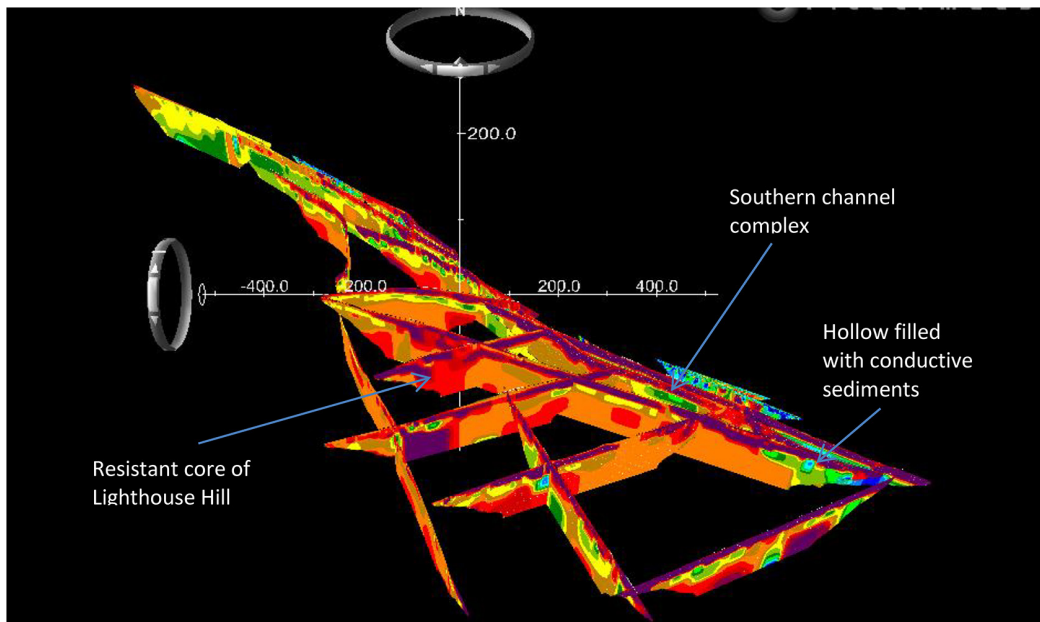 N
200.0
Southern channel
complex
-400.0
-200.0
200.0
400.0
Hollow filled
with conductive
sediments
Resistant core of
Lighthouse Hill